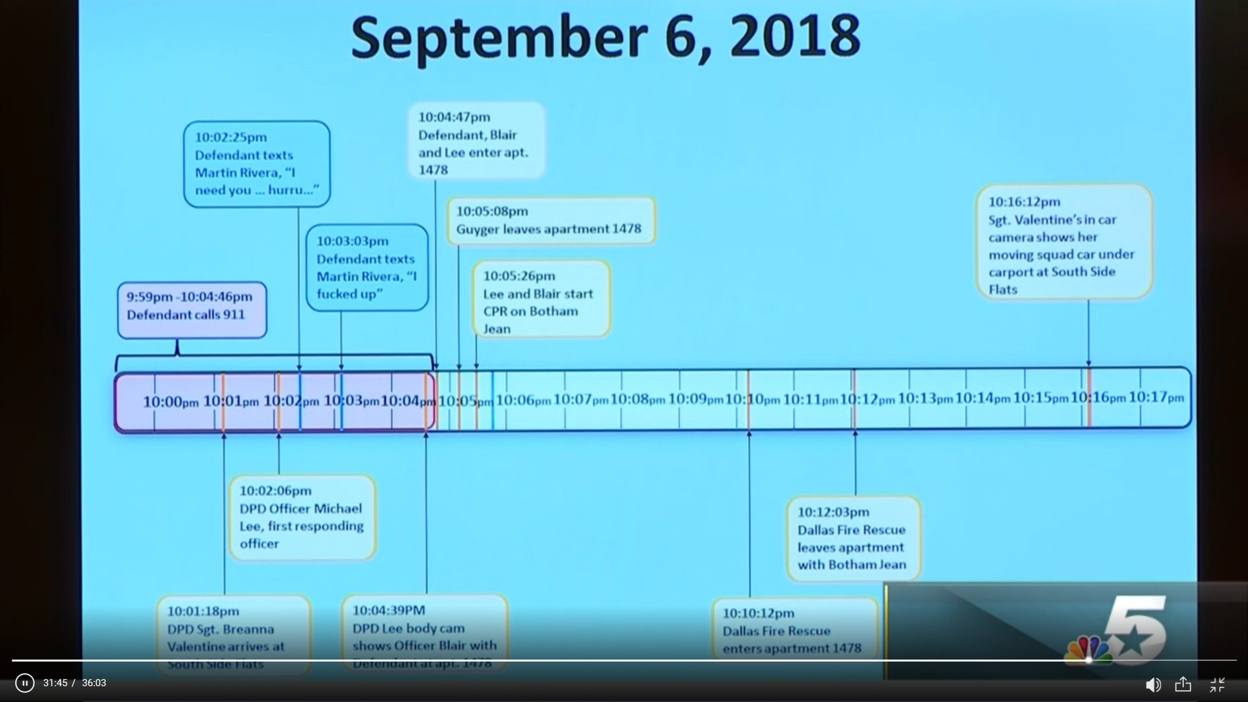 September 6, 2018
10:04:47pm
Defendant, Blair
and Lee enter apt.
1478
10:02:25pm
Defendant texts
Martin Rivera, “I
need you ... hurru...”
10:16:12pm
Sgt. Valentine’s in car
camera shows her
moving squad car under
carport at South Side
Flats
10:05:08pm
Guyger leaves apartment 1478
10:03:03pm
Defendant texts
Martin Rivera, “I
fucked up”
10:05:26pm
Lee and Blair start
CPR on Botham
Jean
9:59pm -10:04:46pm
Defendant calls 911
10:00pm 10:01pm 10:02pm 10:03pm 10:04pm 10:05pm 10:06pm 10:07pm 10:08pm 10:09pm 10:10pm 10:11pm 10:12pm 10:13pm 10:14pm 10:15pm 10:16pm 10:17pm
10:02:06pm
DPD Officer Michael
Lee, first responding
officer
10:12:03pm
Dallas Fire Rescue
leaves apartment
with Botham Jean
10:01:18pm
DPD Sgt. Breanna
Valentine arrives at
South Side Flats
10:04:39PM
DPD Lee body cam
shows Officer Blair with
Defendant at apt. 1478
10:10:12pm
Dallas Fire Rescue
enters apartment 1478
5
31:45 / 36:03